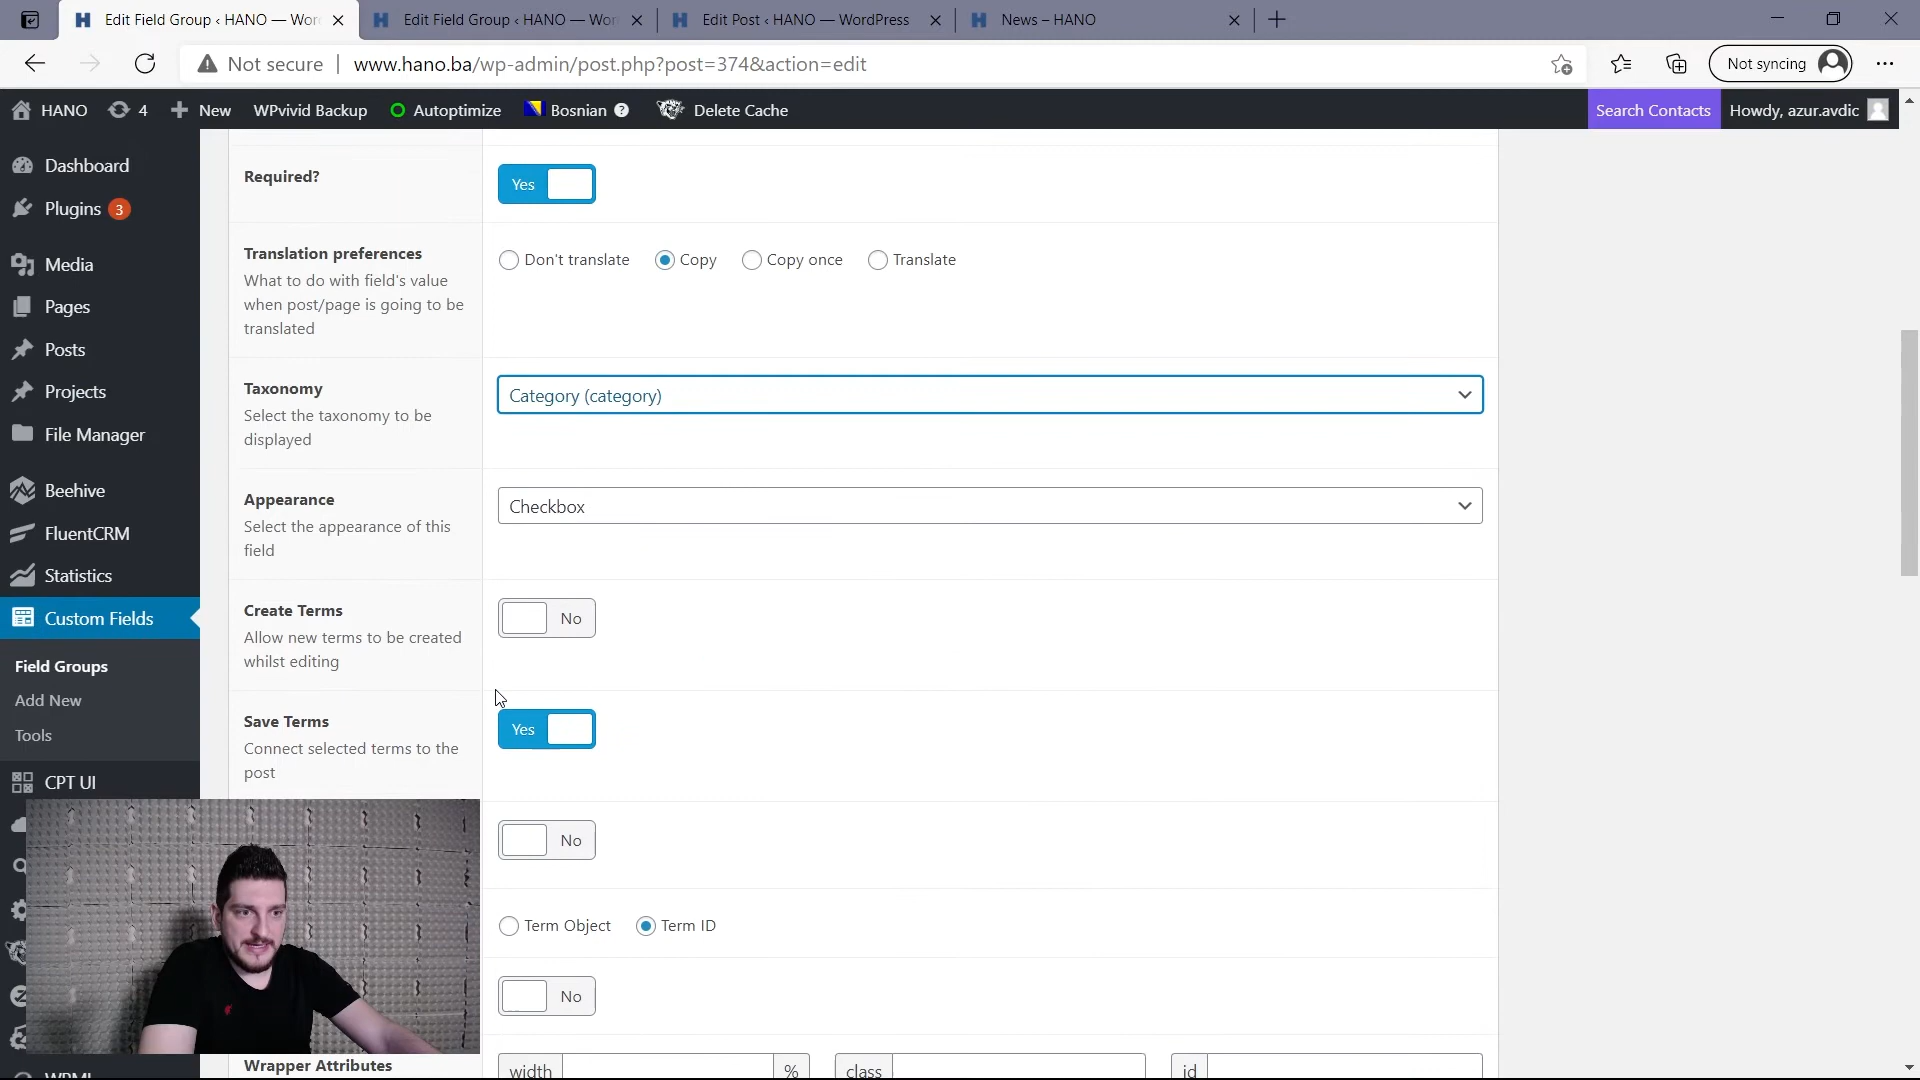 Edit Field Group ‹ HANO — Wor
Edit Field Group ‹ HANO — Wor
Edit Post ‹ HANO — WordPress
News – HANO
Not secure
www.hano.ba/wp-admin/post.php?post=374&action=edit
Not syncing
HANO
4
New
WPvivid Backup
Autoptimize
Bosnian
?
Delete Cache
Search Contacts
Howdy, azur.avdic
Dashboard
Plugins 3
Media
Pages
Posts
Projects
File Manager
Beehive
FluentCRM
Statistics
Custom Fields
Field Groups
Add New
Tools
CPT UI
Required?
Yes
Translation preferences
What to do with field's value
when post/page is going to be
translated
Don't translate
Copy
Copy once
Translate
Taxonomy
Select the taxonomy to be
displayed
Category (category)
Appearance
Select the appearance of this
field
Checkbox
Create Terms
Allow new terms to be created
whilst editing
No
Save Terms
Connect selected terms to the
post
Yes
No
Term Object
Term ID
No
Wrapper Attributes
width
%
class
id